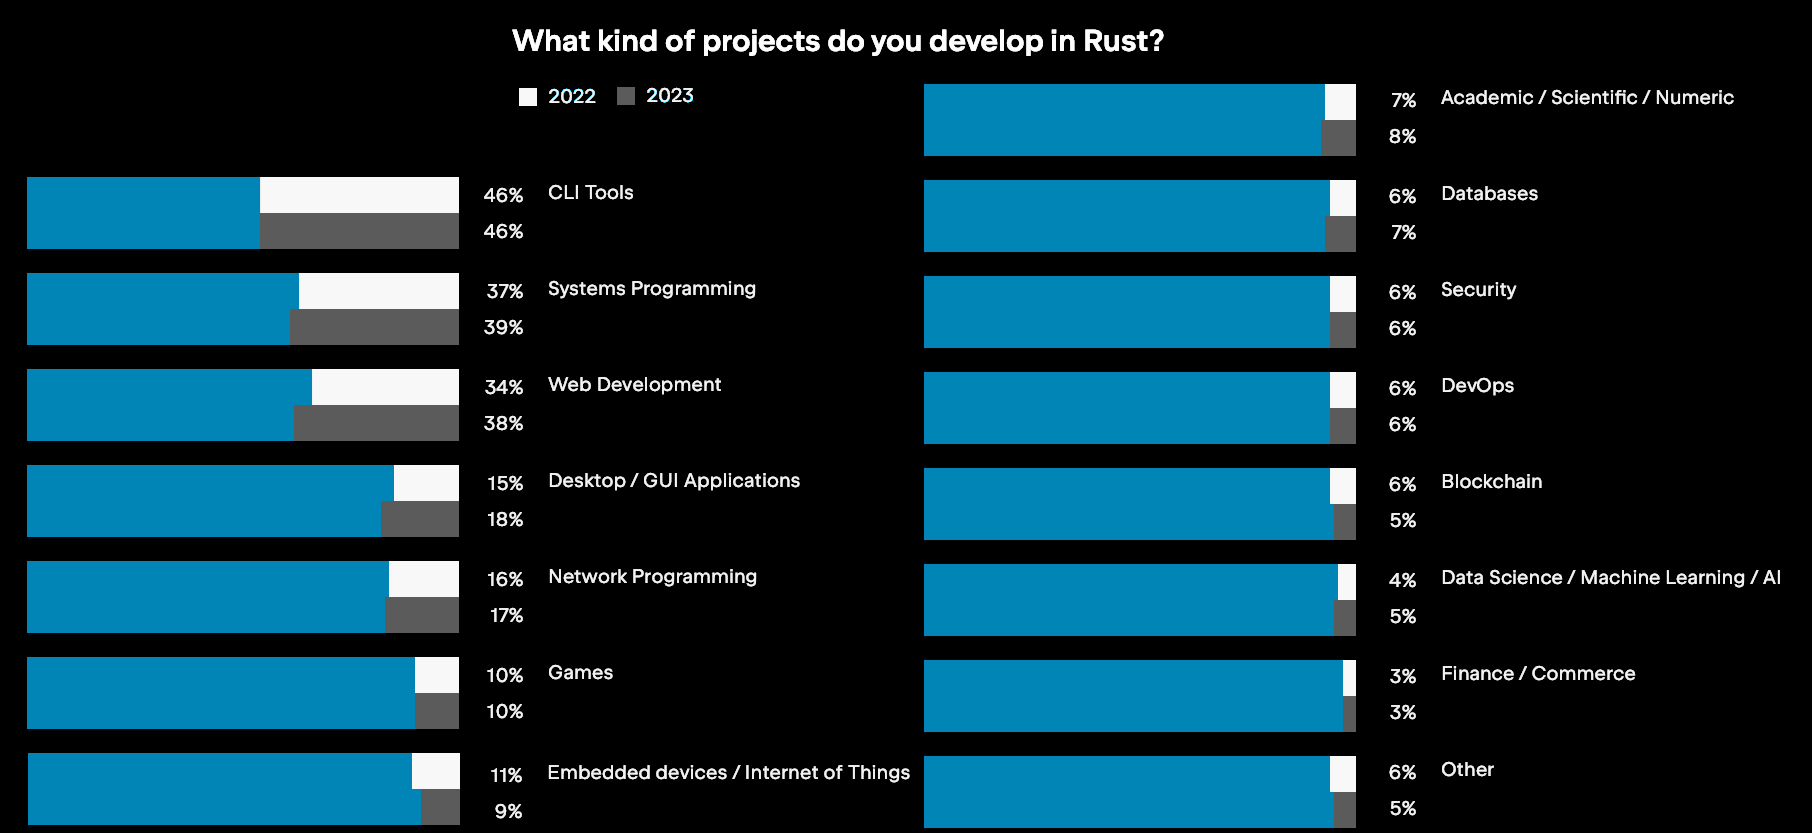 What kind of projects do you develop in Rust?
2022 2023
46% CLI Tools
46%
37% Systems Programming
39%
34% Web Development
38%
15% Desktop / GUI Applications
18%
16% Network Programming
17%
10% Games
10%
11% Embedded devices / Internet of Things
9%
7% Academic / Scientific / Numeric
8%
6% Databases
7%
6% Security
6%
6% DevOps
6%
6% Blockchain
5%
4% Data Science / Machine Learning / AI
5%
3% Finance / Commerce
3%
6% Other
5%